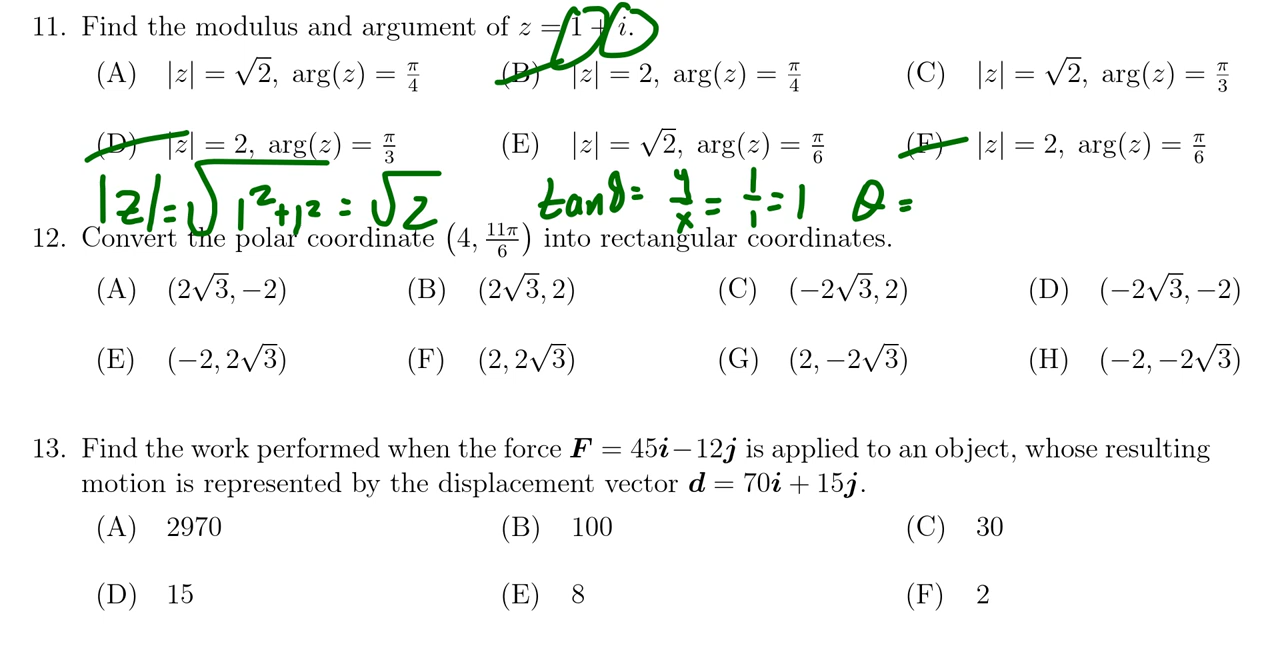 11. Find the modulus and argument of z = 1 + i.
(A) |z| = √2, arg(z) = π/4 (B) |z| = 2, arg(z) = π/4 (C) |z| = √2, arg(z) = π/3
(D) |z| = 2, arg(z) = π/3 (E) |z| = √2, arg(z) = π/6 (F) |z| = 2, arg(z) = π/6
|z| = √(1²+1²) = √2 tanθ = y/x = 1/1 = 1 θ =
12. Convert the polar coordinate (4, 11π/6) into rectangular coordinates.
(A) (2√3, −2) (B) (2√3, 2) (C) (−2√3, 2) (D) (−2√3, −2)
(E) (−2, 2√3) (F) (2, 2√3) (G) (2, −2√3) (H) (−2, −2√3)
13. Find the work performed when the force F = 45i − 12j is applied to an object, whose resulting
motion is represented by the displacement vector d = 70i + 15j.
(A) 2970 (B) 100 (C) 30
(D) 15 (E) 8 (F) 2